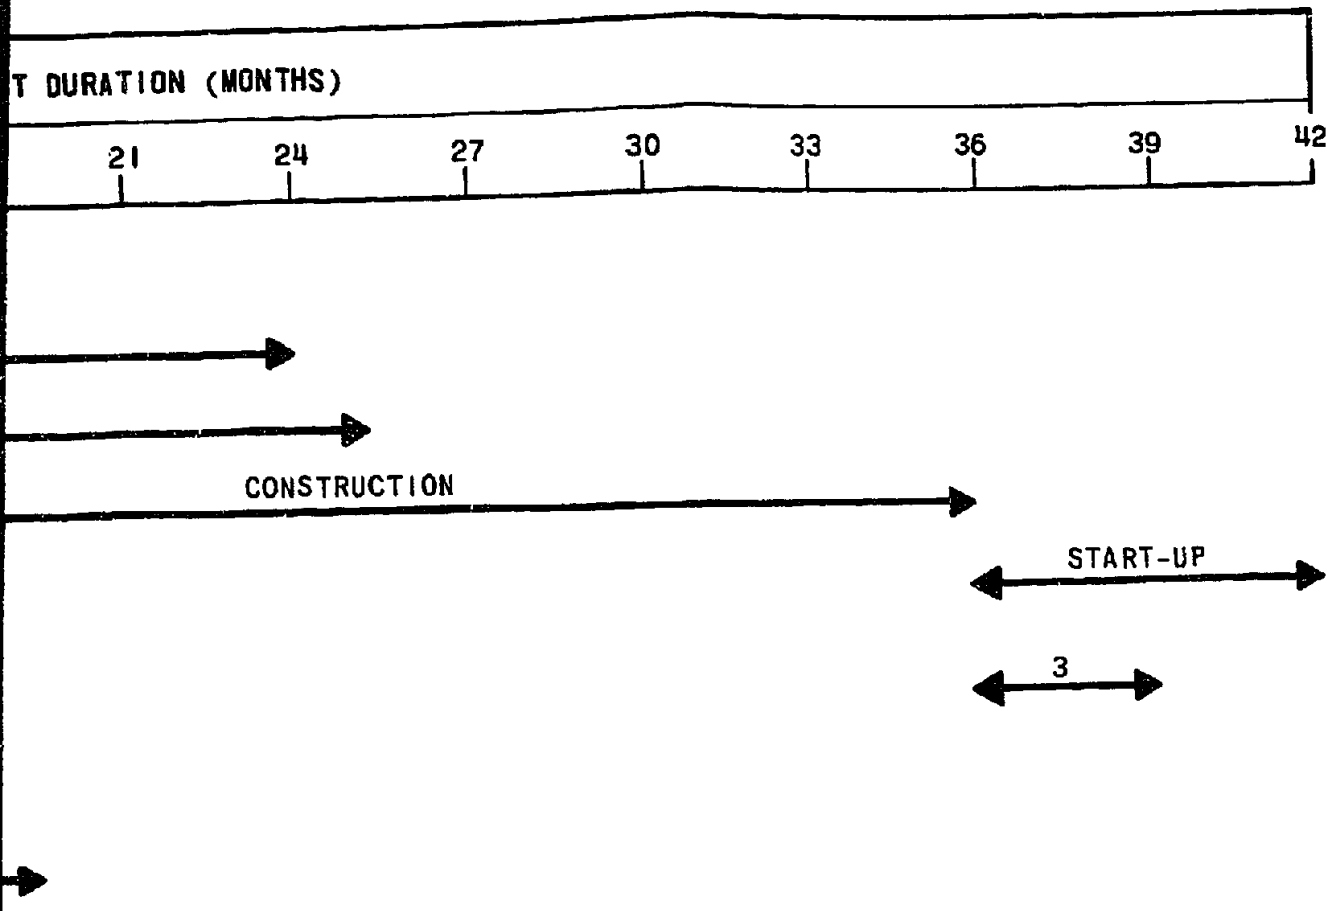 T DURATION (MONTHS)
21 24 27 30 33 36 39 42
CONSTRUCTION
START-UP
3